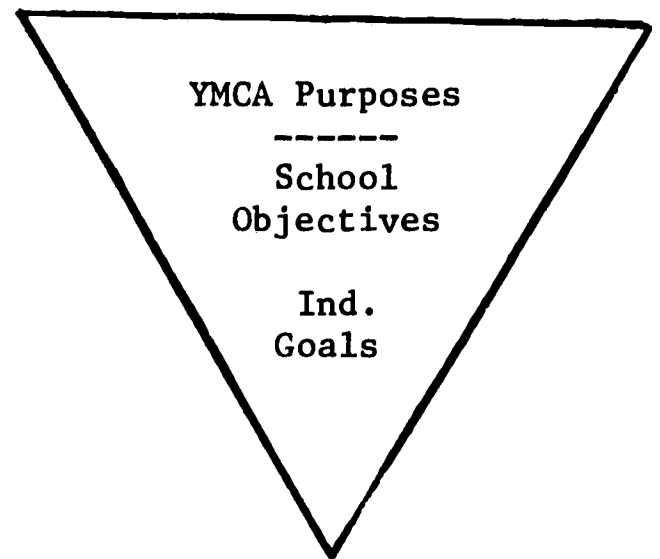 YMCA Purposes
------
School
Objectives
Ind.
Goals